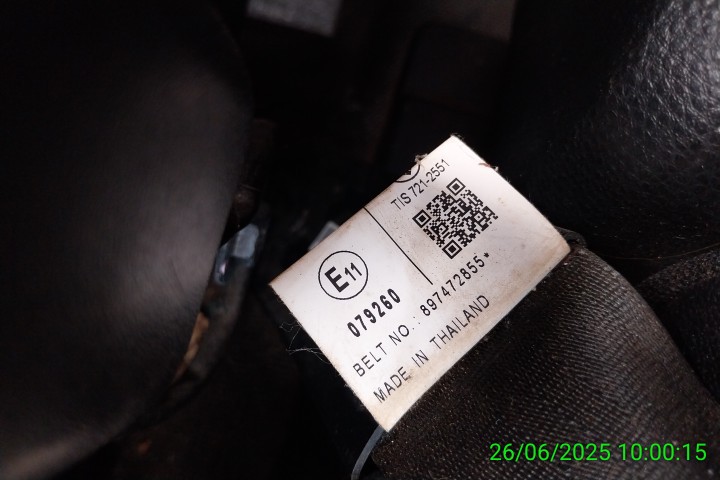 TIS 721-2551
E11
079260
BELT NO.: 897472855*
MADE IN THAILAND
26/06/2025 10:00:15